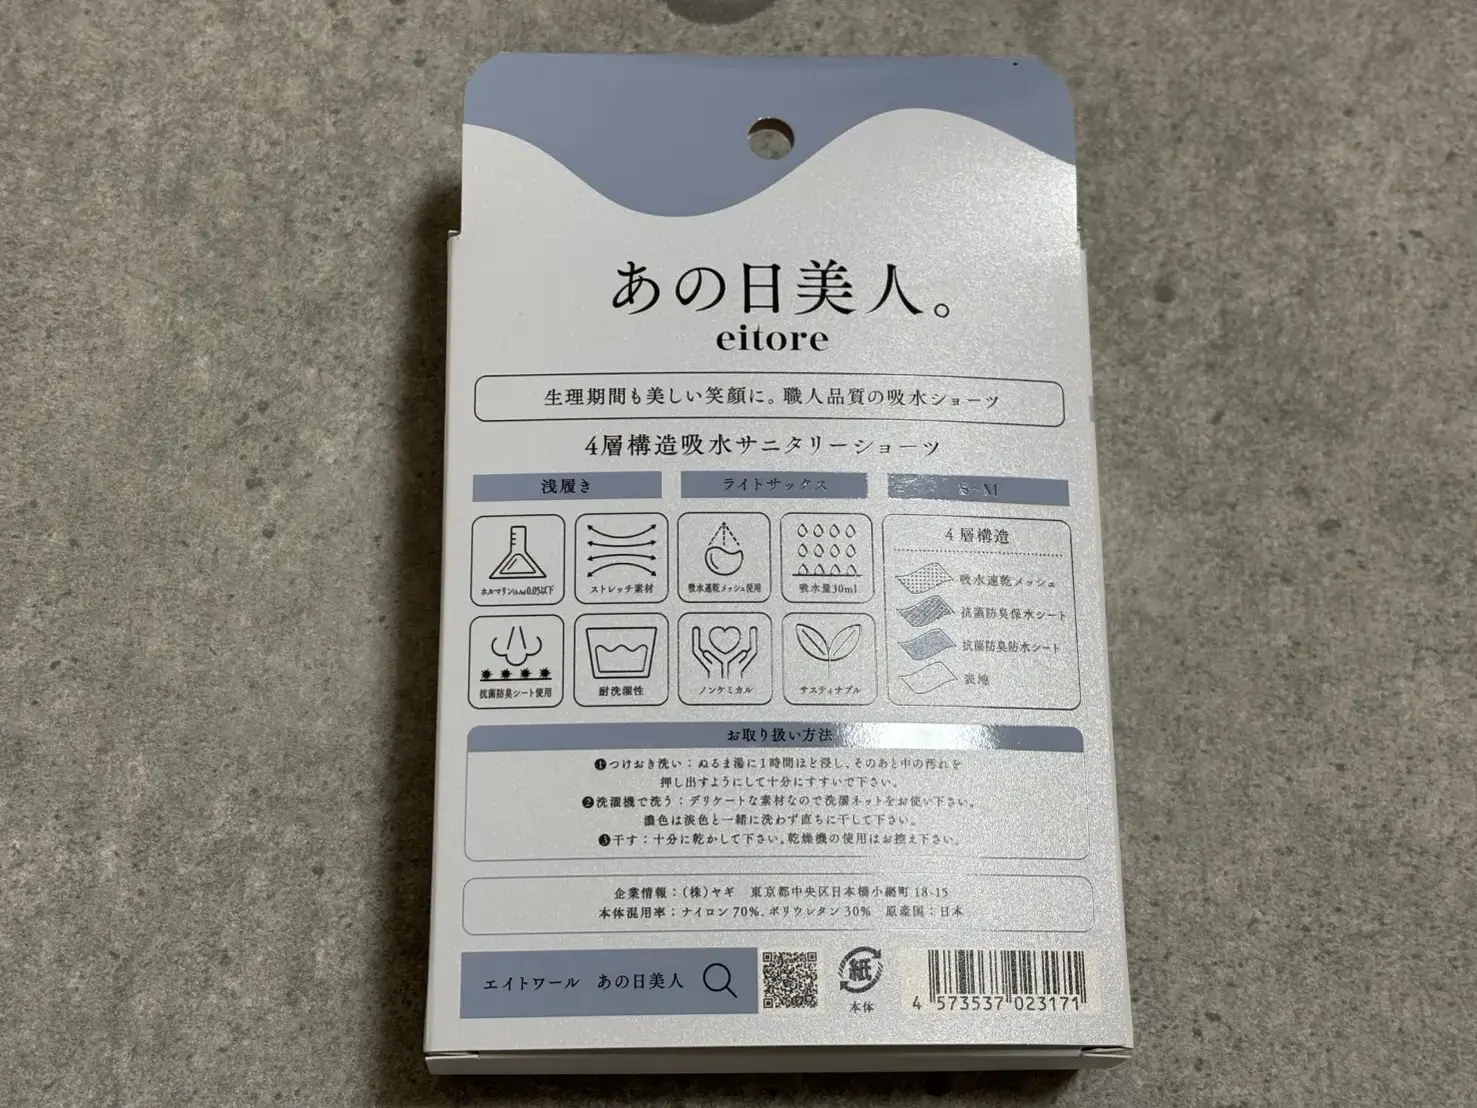 あの日美人。
eitore
生理期間も美しい笑顔に。職人品質の吸水ショーツ
4層構造吸水サニタリーショーツ
浅履き
ライトサックス
S~M
ホルマリン(A-Ao)0.05以下
ストレッチ素材
吸水速乾メッシュ使用
吸水量30ml
抗菌防臭シート使用
耐洗濯性
ノンケミカル
サスティナブル
4層構造
吸水速乾メッシュ
抗菌防臭保水シート
抗菌防臭防水シート
表地
お取り扱い方法
❶つけおき洗い：ぬるま湯に1時間ほど浸し、そのあと中の汚れを
押し出すようにして十分にすすいで下さい。
❷洗濯機で洗う：デリケートな素材なので洗濯ネットをお使い下さい。
濃色は淡色と一緒に洗わず直ちに干して下さい。
❸干す：十分に乾かして下さい。乾燥機の使用はお控え下さい。
企業情報：（株）ヤギ　東京都中央区日本橋小網町 18-15
本体混用率：ナイロン 70%、ポリウレタン 30%　原産国：日本
エイトワール　あの日美人
紙
本体
4 573537 023171